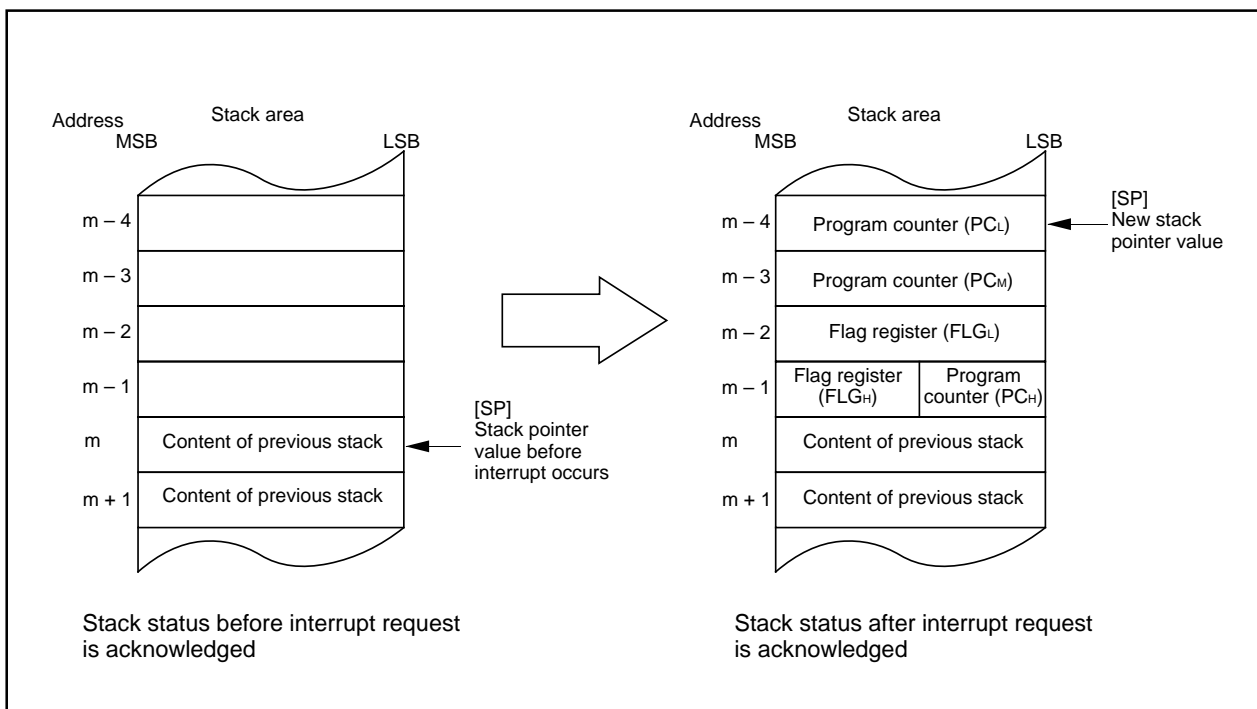 Stack area
Address
MSB
LSB
m – 4
m – 3
m – 2
m – 1
m
Content of previous stack
m + 1
Content of previous stack
[SP]
Stack pointer
value before
interrupt occurs
Stack status before interrupt request
is acknowledged
Stack area
Address
MSB
LSB
m – 4
Program counter (PCL)
[SP]
New stack
pointer value
m – 3
Program counter (PCM)
m – 2
Flag register (FLGL)
m – 1
Flag register
(FLGH)
Program
counter (PCH)
m
Content of previous stack
m + 1
Content of previous stack
Stack status after interrupt request
is acknowledged